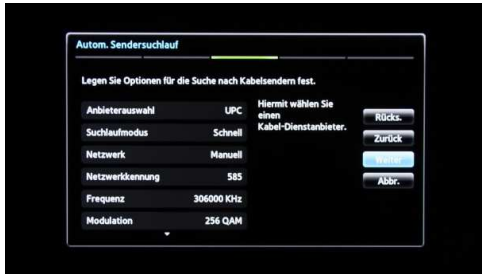 Autom. Sendersuchlauf
Legen Sie Optionen für die Suche nach Kabelsendern fest.
Anbieterauswahl UPC
Suchlaufmodus Schnell
Netzwerk Manuell
Netzwerkkennung 585
Frequenz 306000 KHz
Modulation 256 QAM
Hiermit wählen Sie
einen
Kabel-Dienstanbieter.
Rücks.
Zurück
Weiter
Abbr.